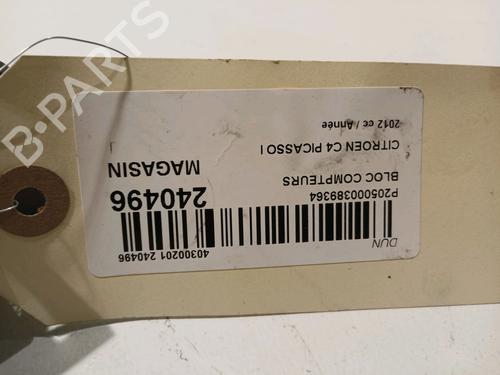 DUN
40300201 240496
P205000389364
240496
BLOC COMPTEURS
MAGASIN
CITROEN C4 PICASSO I
2012 cc / Année
B-PARTS